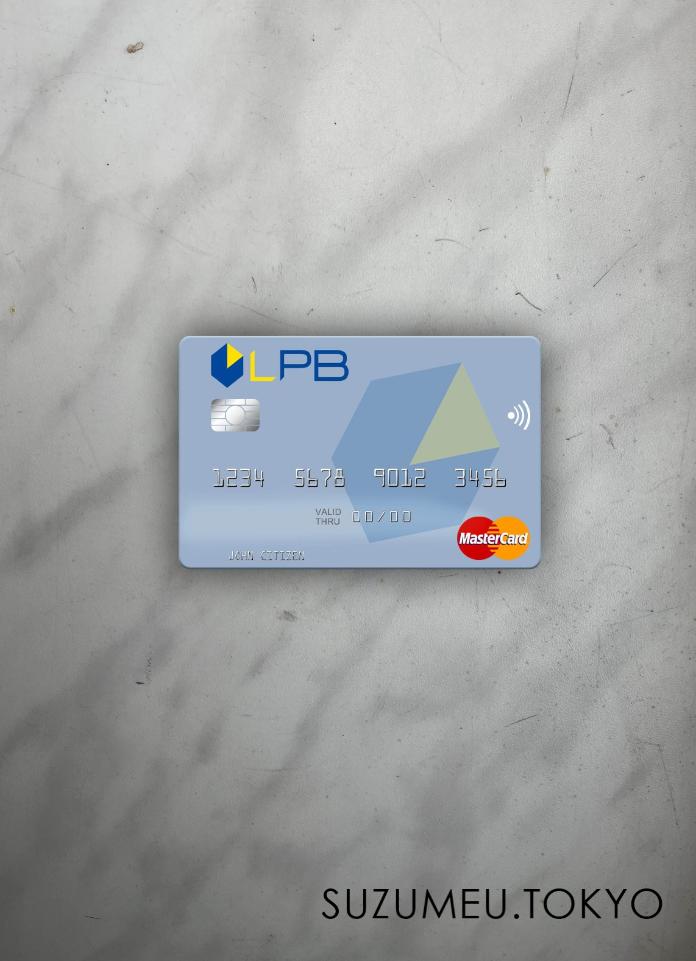 LPB
1234 5678 9012 3456
VALID
THRU 00/00
JOHN CITIZEN
MasterCard
SUZUMEU.TOKYO